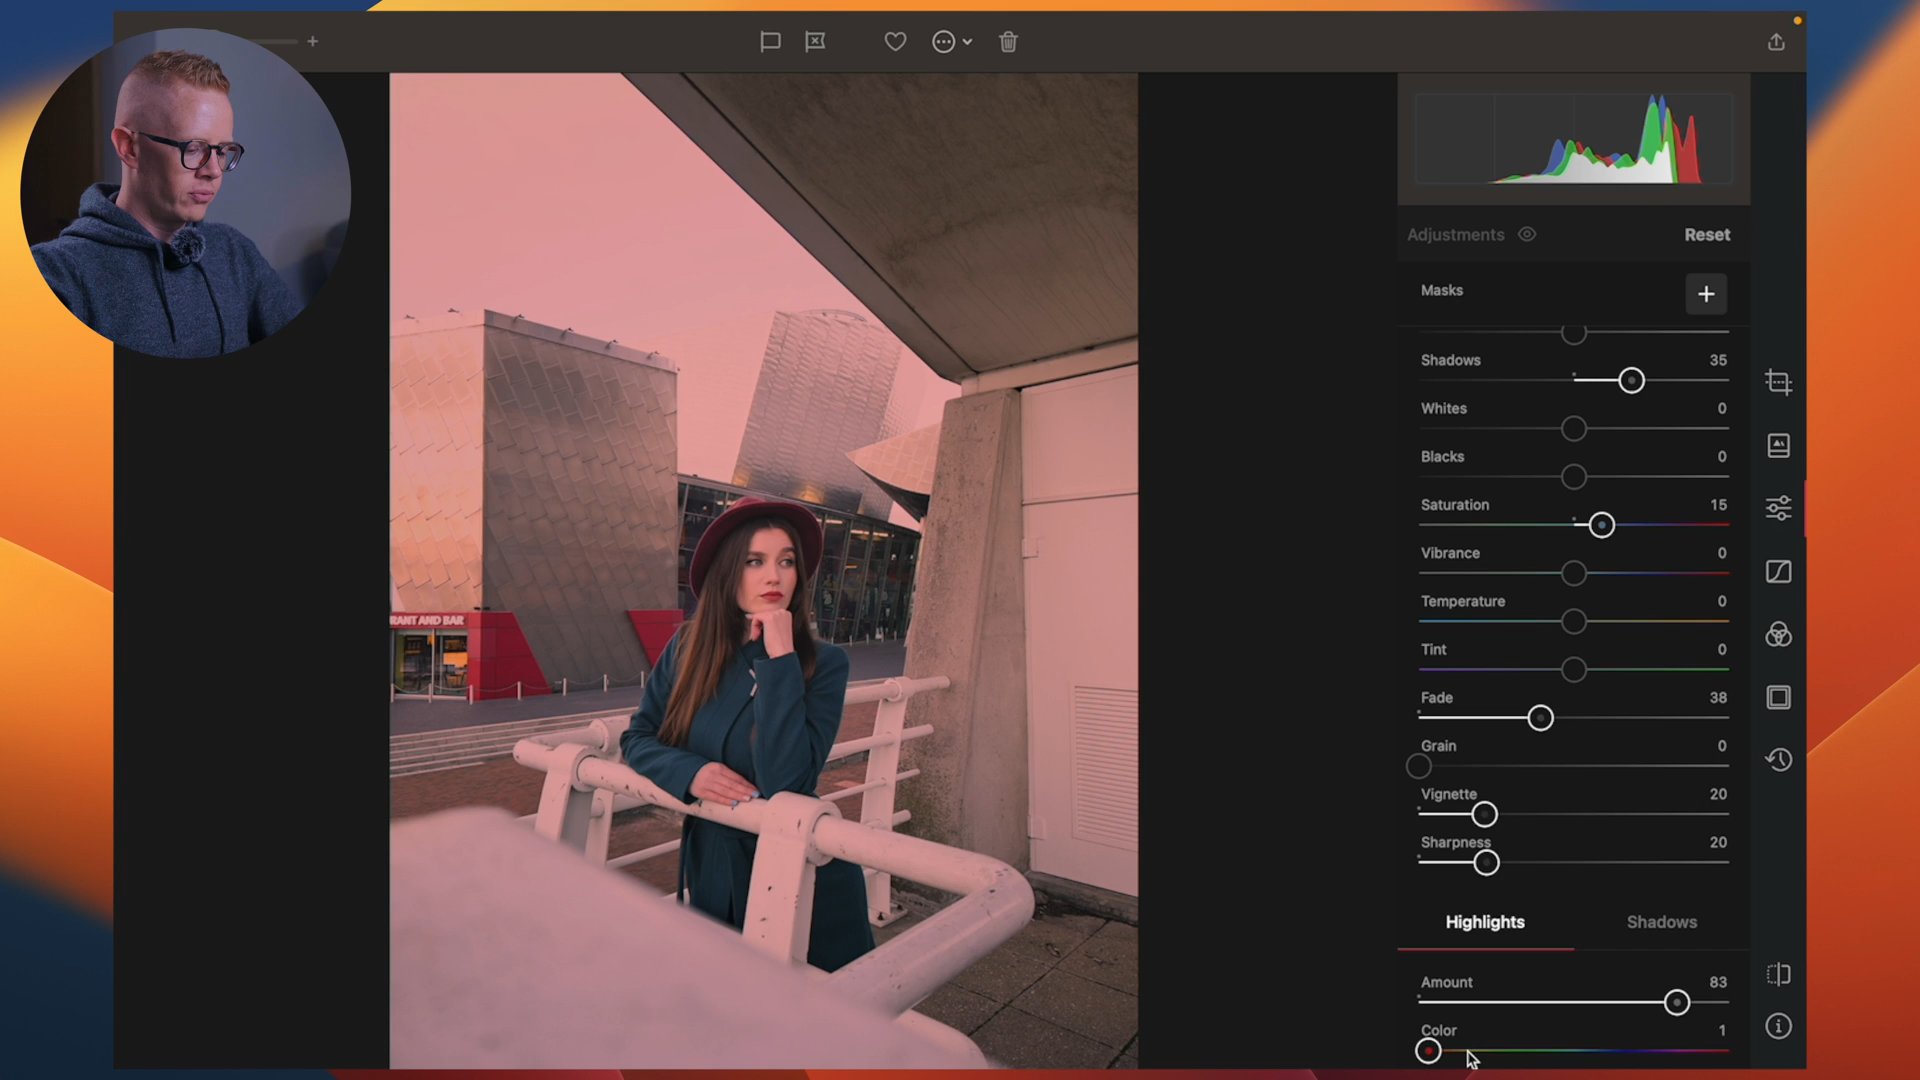 Adjustments
Reset
Masks
Shadows 35
Whites 0
Blacks 0
Saturation 15
Vibrance 0
Temperature 0
Tint 0
Fade 38
Grain 0
Vignette 20
Sharpness 20
Highlights Shadows
Amount 83
Color 1
RANT AND BAR